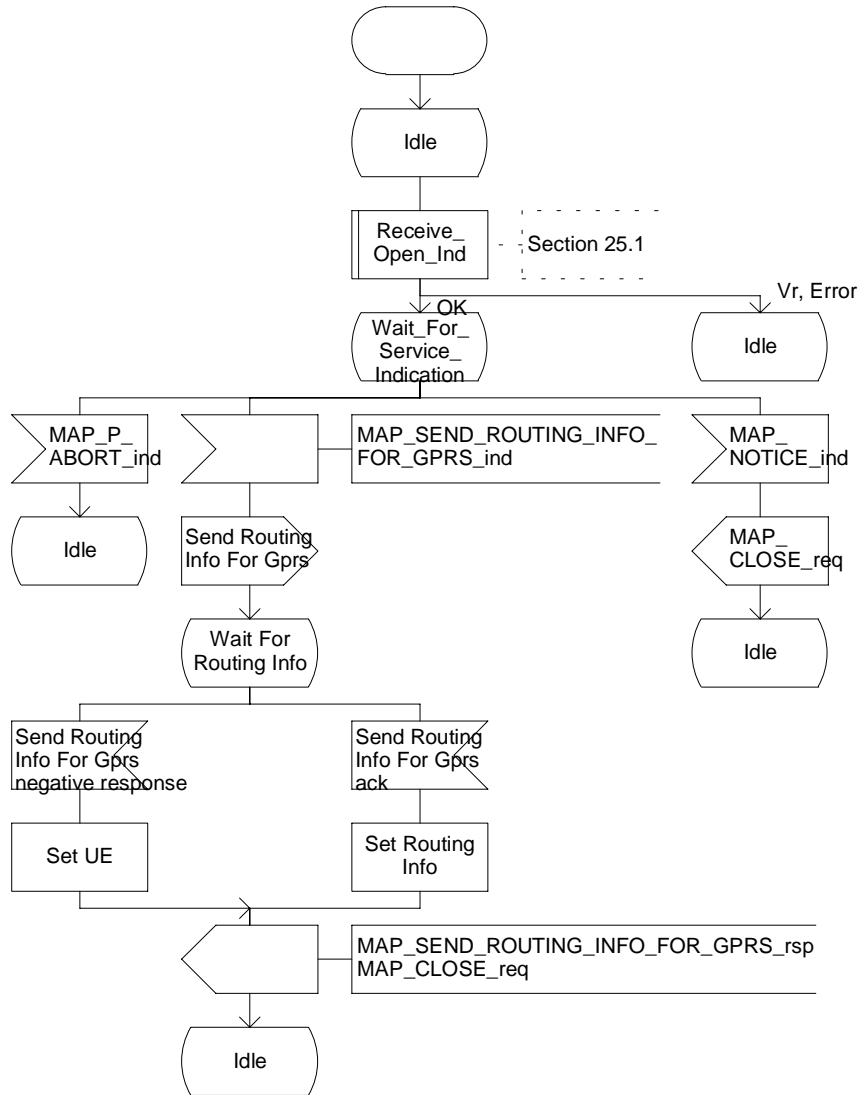 Idle
Receive_
Open_Ind
Section 25.1
Vr, Error
OK
Wait_For_
Service_
Indication
Idle
MAP_P_
ABORT_ind
MAP_SEND_ROUTING_INFO_
FOR_GPRS_ind
MAP_
NOTICE_ind
Idle
Send Routing
Info For Gprs
MAP_
CLOSE_req
Wait For
Routing Info
Idle
Send Routing
Info For Gprs
negative response
Send Routing
Info For Gprs
ack
Set UE
Set Routing
Info
MAP_SEND_ROUTING_INFO_FOR_GPRS_rsp
MAP_CLOSE_req
Idle